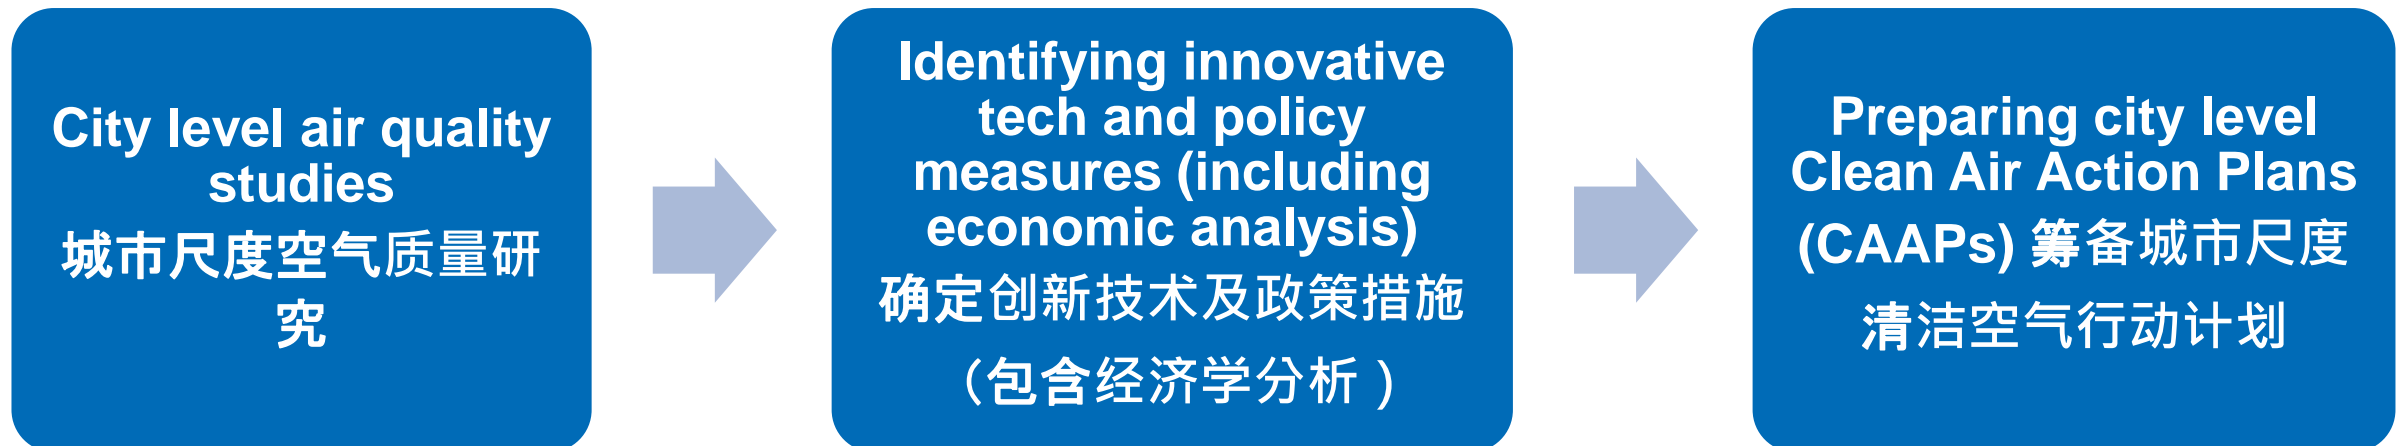 City level air quality
studies
城市尺度空气质量研
究
Identifying innovative
tech and policy
measures (including
economic analysis)
确定创新技术及政策措施
（包含经济学分析）
Preparing city level
Clean Air Action Plans
(CAAPs) 筹备城市尺度
清洁空气行动计划